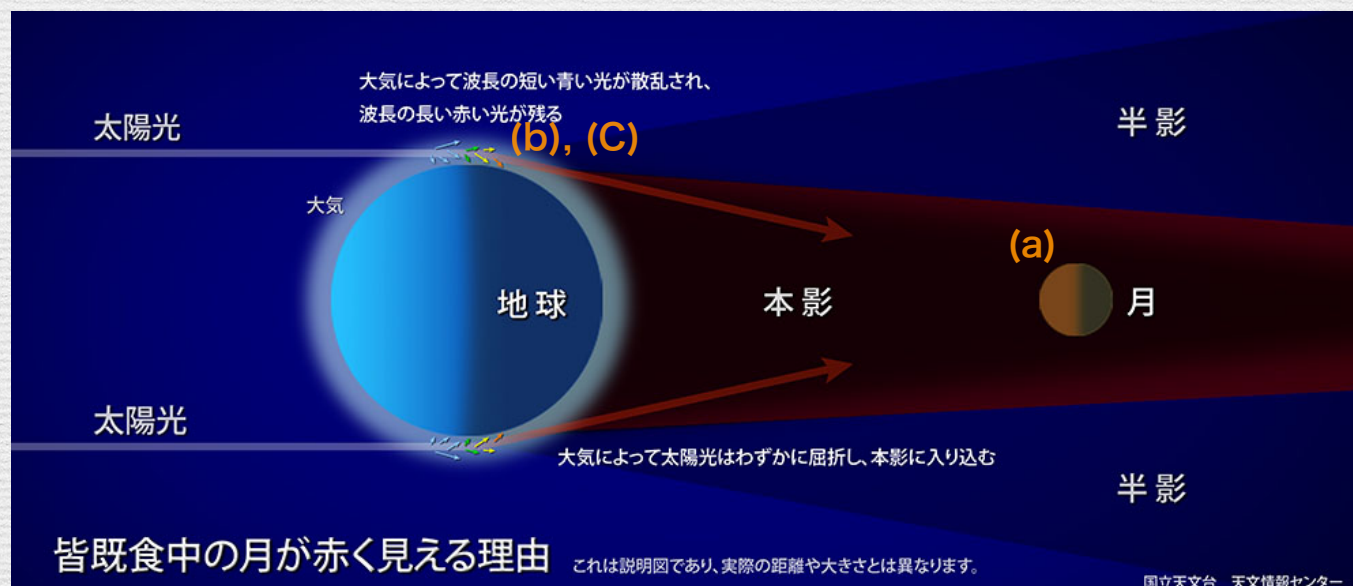 大気によって波長の短い青い光が散乱され、
波長の長い赤い光が残る
太陽光
(b), (C)
半影
大気
(a)
地球
本影
月
太陽光
大気によって太陽光はわずかに屈折し、本影に入り込む
半影
皆既食中の月が赤く見える理由
これは説明図であり、実際の距離や大きさとは異なります。
国立天文台 天文情報センター